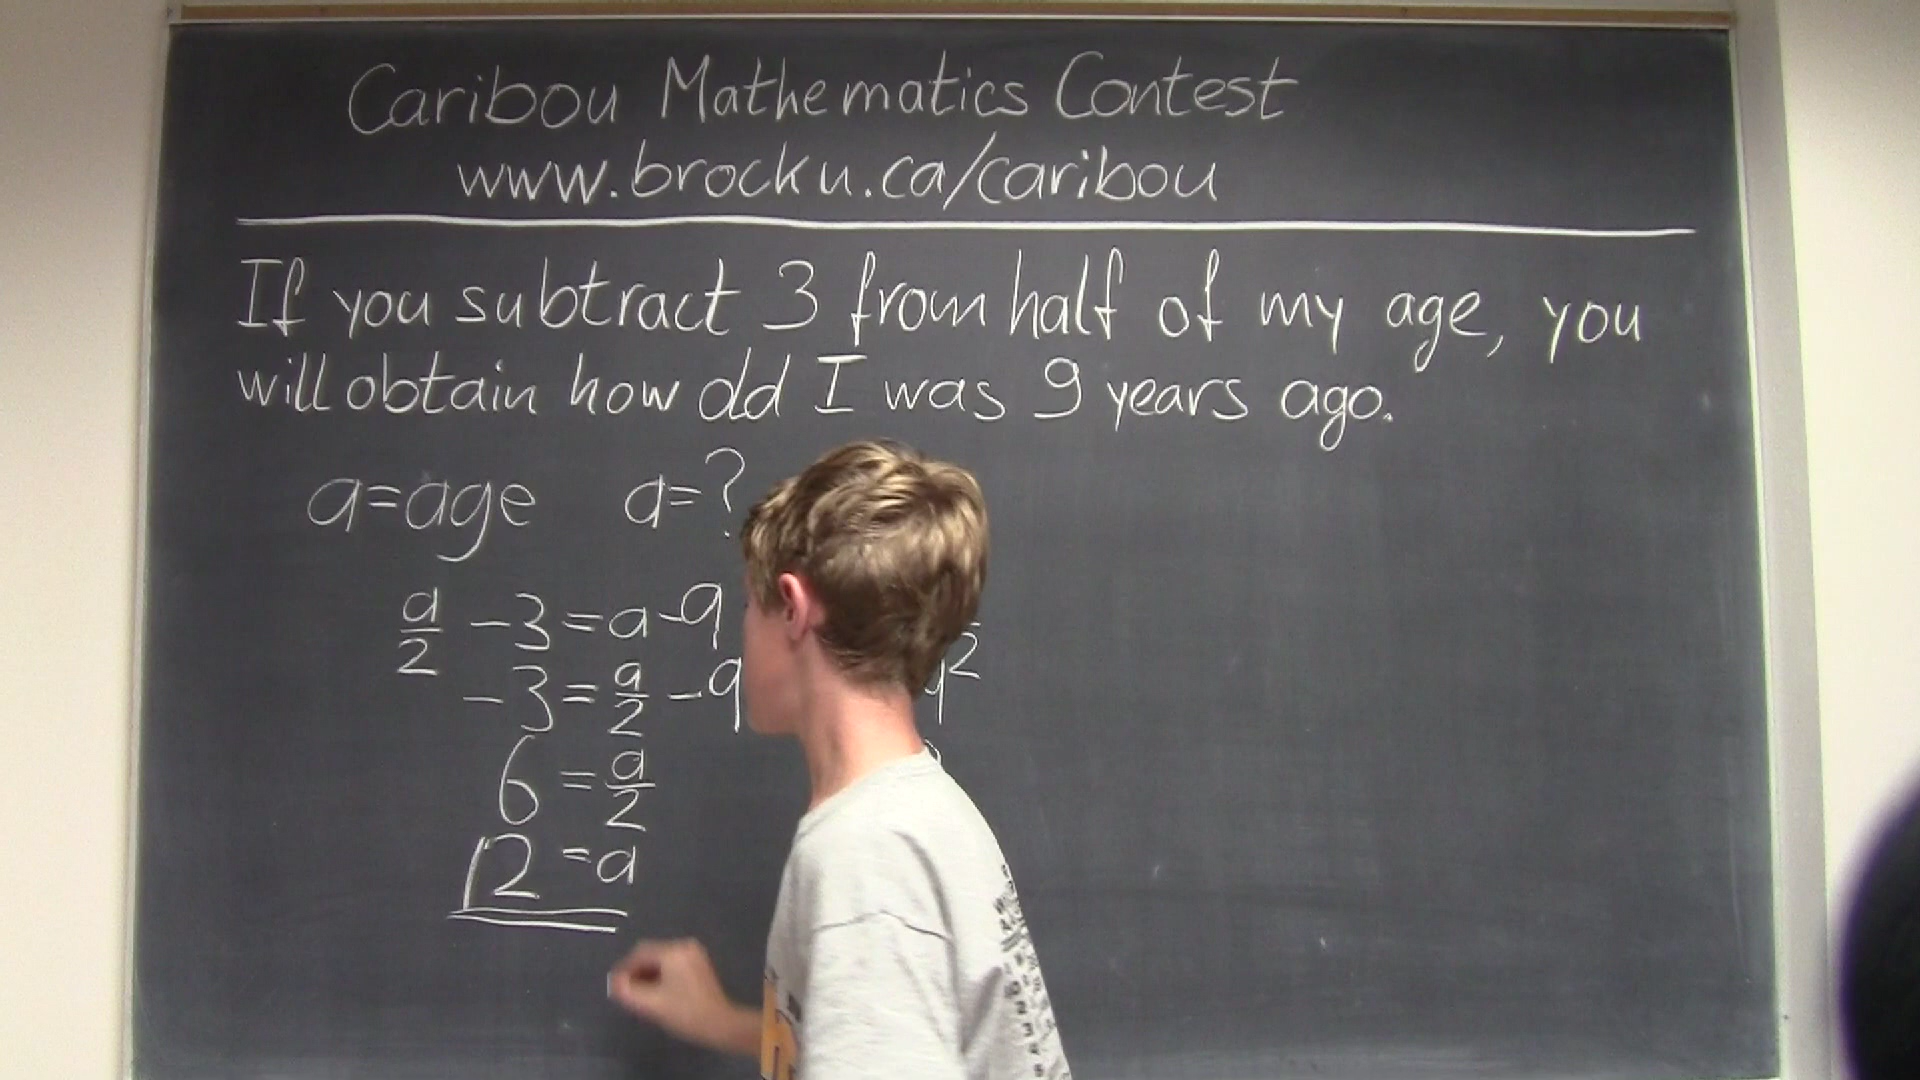 Caribou Mathematics Contest
www.brocku.ca/caribou
If you subtract 3 from half of my age, you
will obtain how old I was 9 years ago.
a=age a=?
a/2 -3=a-9
-3=a/2-9
6=a/2
12=a